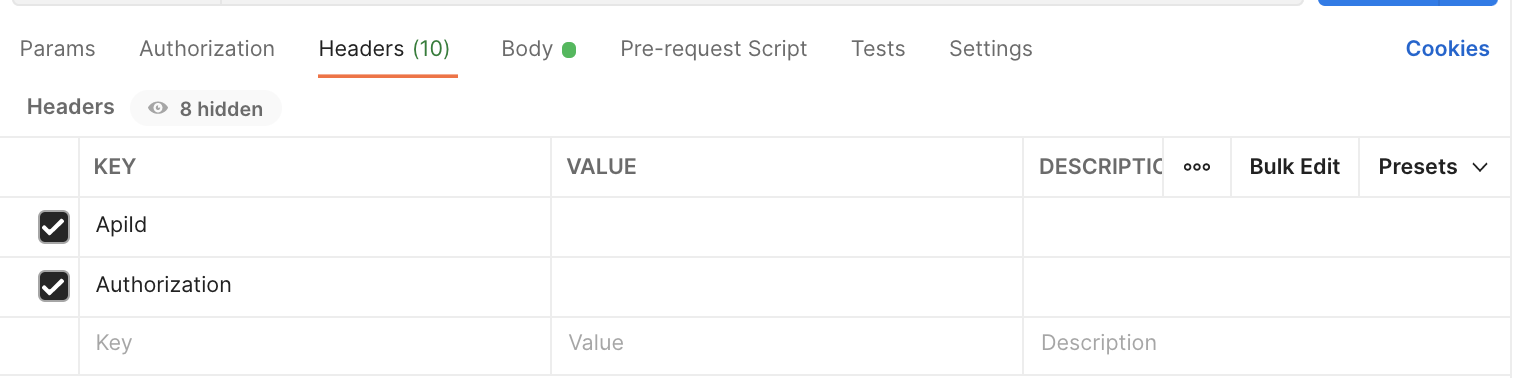 Params Authorization Headers (10) Body Pre-request Script Tests Settings Cookies
Headers 8 hidden
KEY VALUE DESCRIPTIO ooo Bulk Edit Presets
ApiId
Authorization
Key Value Description